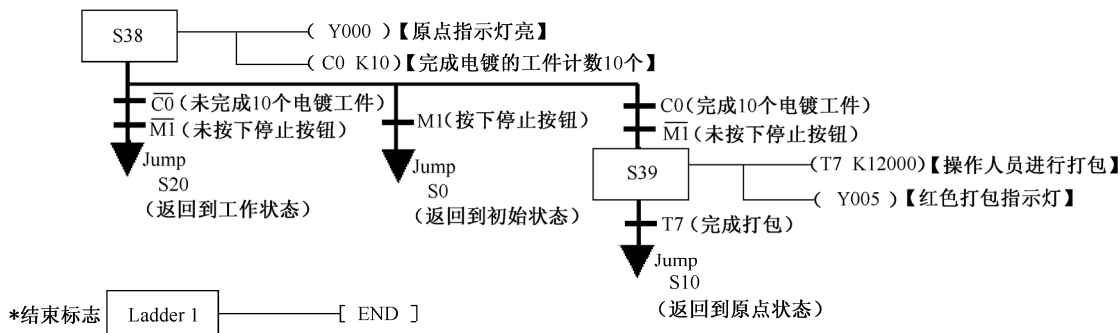 S38
( Y000 )【原点指示灯亮】
( C0 K10 )【完成电镀的工件计数10个】
C0(未完成10个电镀工件)
M1(未按下停止按钮)
Jump
S20
(返回到工作状态)
M1(按下停止按钮)
Jump
S0
(返回到初始状态)
C0(完成10个电镀工件)
M1(未按下停止按钮)
S39
(T7 K12000)【操作人员进行打包】
( Y005 )【红色打包指示灯】
T7(完成打包)
Jump
S10
(返回到原点状态)
*结束标志 Ladder 1 [ END ]